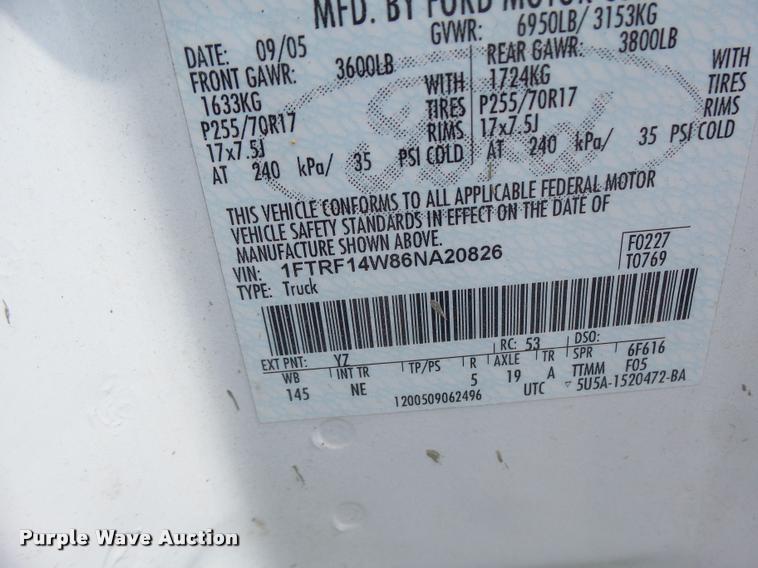 MFD. BY FORD MOTOR
DATE: 09/05 GVWR: 6950LB/ 3153KG
FRONT GAWR: 3600LB REAR GAWR: 3800LB
1633KG WITH 1724KG WITH
P255/70R17 TIRES P255/70R17 TIRES
17x7.5J RIMS 17x7.5J RIMS
AT 240 kPa/ 35 PSI COLD AT 240 kPa/ 35 PSI COLD
Ford
THIS VEHICLE CONFORMS TO ALL APPLICABLE FEDERAL MOTOR
VEHICLE SAFETY STANDARDS IN EFFECT ON THE DATE OF
MANUFACTURE SHOWN ABOVE.
VIN: 1FTRF14W86NA20826 F0227
TYPE: Truck T0769
EXT PNT: YZ RC: 53 DSO:
WB INT TR TP/PS R AXLE TR SPR 6F616
145 NE 5 19 A TTMM F05
1200509062496 UTC 5U5A-1520472-BA
Purple Wave Auction